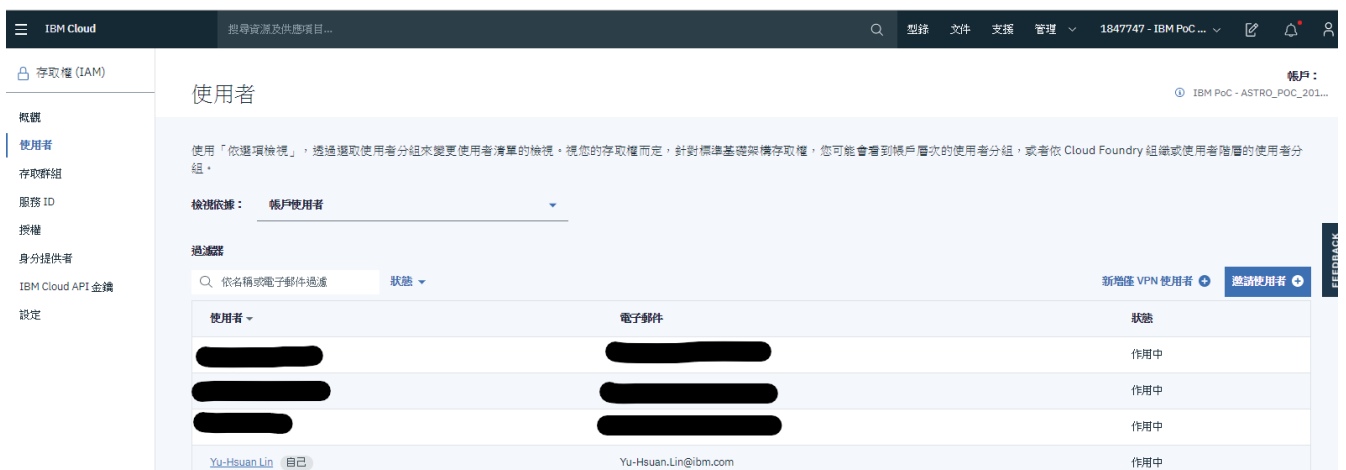 IBM Cloud
搜尋資源及供應項目...
型錄
文件
支援
管理
1847747 - IBM PoC ...
存取權 (IAM)
概觀
使用者
存取群組
服務 ID
授權
身分提供者
IBM Cloud API 金鑰
設定
使用者
帳戶：
IBM PoC - ASTRO_POC_201...
使用「依選項檢視」，透過選取使用者分組來變更使用者清單的檢視。視您的存取權而定，針對標準基礎架構存取權，您可能會看到帳戶層次的使用者分組，或者依 Cloud Foundry 組織或使用者階層的使用者分
組。
檢視依據：
帳戶使用者
過濾器
依名稱或電子郵件過濾
狀態
新增僅 VPN 使用者
邀請使用者
FEEDBACK
使用者
電子郵件
狀態
作用中
作用中
作用中
Yu-Hsuan Lin
自己
Yu-Hsuan.Lin@ibm.com
作用中